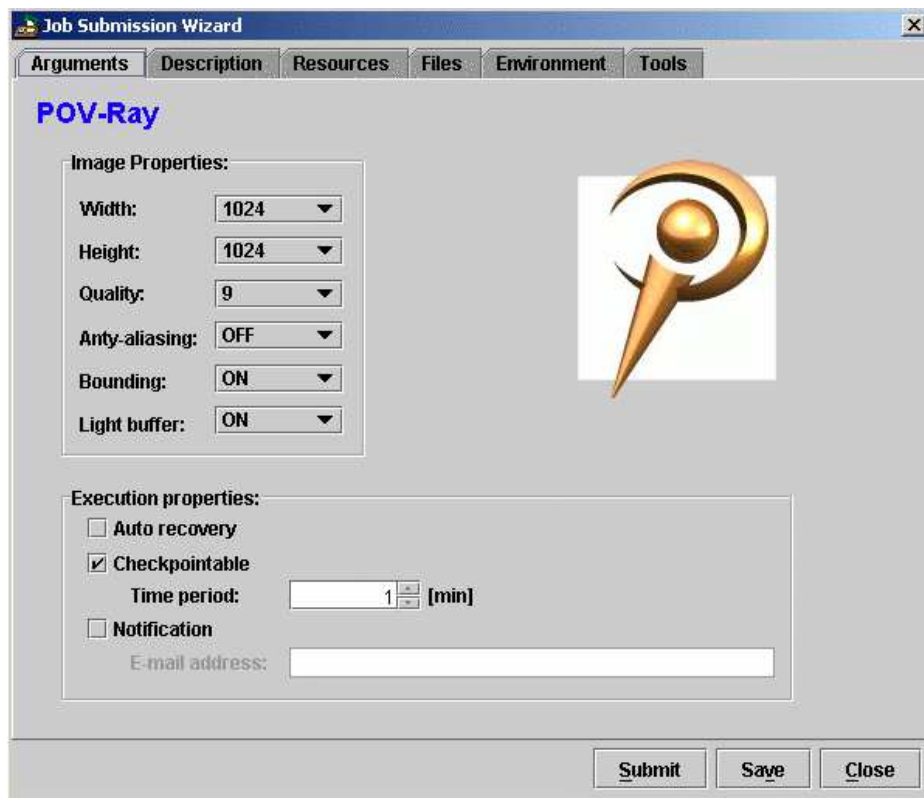 Job Submission Wizard
Arguments Description Resources Files Environment Tools
POV-Ray
Image Properties:
Width: 1024
Height: 1024
Quality: 9
Anty-aliasing: OFF
Bounding: ON
Light buffer: ON
Execution properties:
Auto recovery
Checkpointable
Time period: 1 [min]
Notification
E-mail address:
Submit Save Close